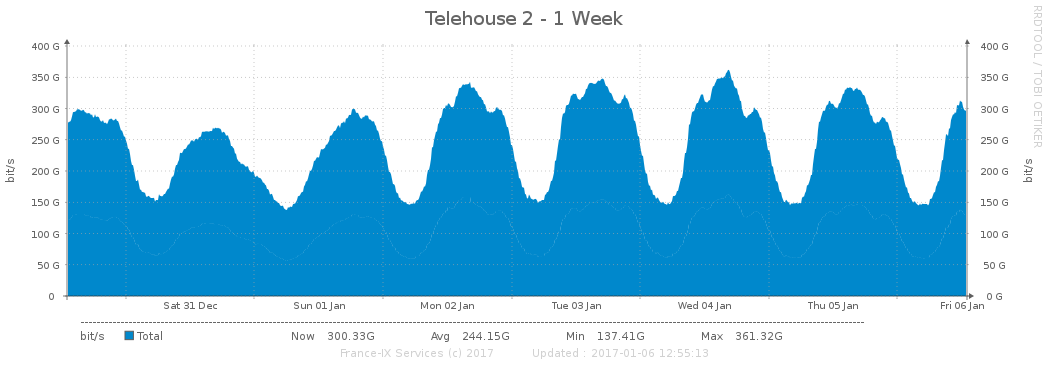 Telehouse 2 - 1 Week
RRDTOOL / TOBI OETIKER
400 G 400 G
350 G 350 G
300 G 300 G
250 G 250 G
200 G 200 G
150 G 150 G
100 G 100 G
50 G 50 G
0 0 G
bit/s bit/s
Sat 31 Dec Sun 01 Jan Mon 02 Jan Tue 03 Jan Wed 04 Jan Thu 05 Jan Fri 06 Jan
bit/s Total Now 300.33G Avg 244.15G Min 137.41G Max 361.32G
France-IX Services (c) 2017 Updated : 2017-01-06 12:55:13